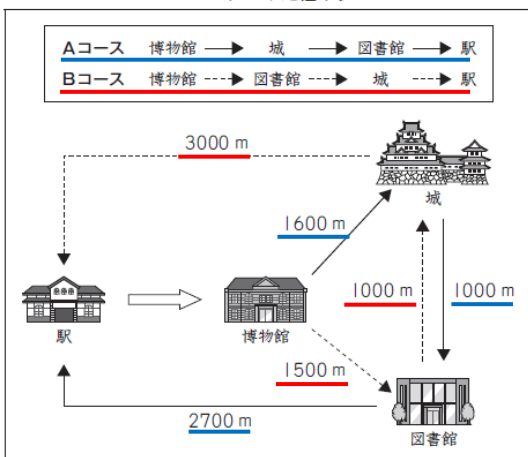 Aコース 博物館 → 城 → 図書館 → 駅
Bコース 博物館 ---→ 図書館 ---→ 城 ---→ 駅
3000 m
城
1600 m
1000 m
1000 m
駅
博物館
1500 m
2700 m
図書館